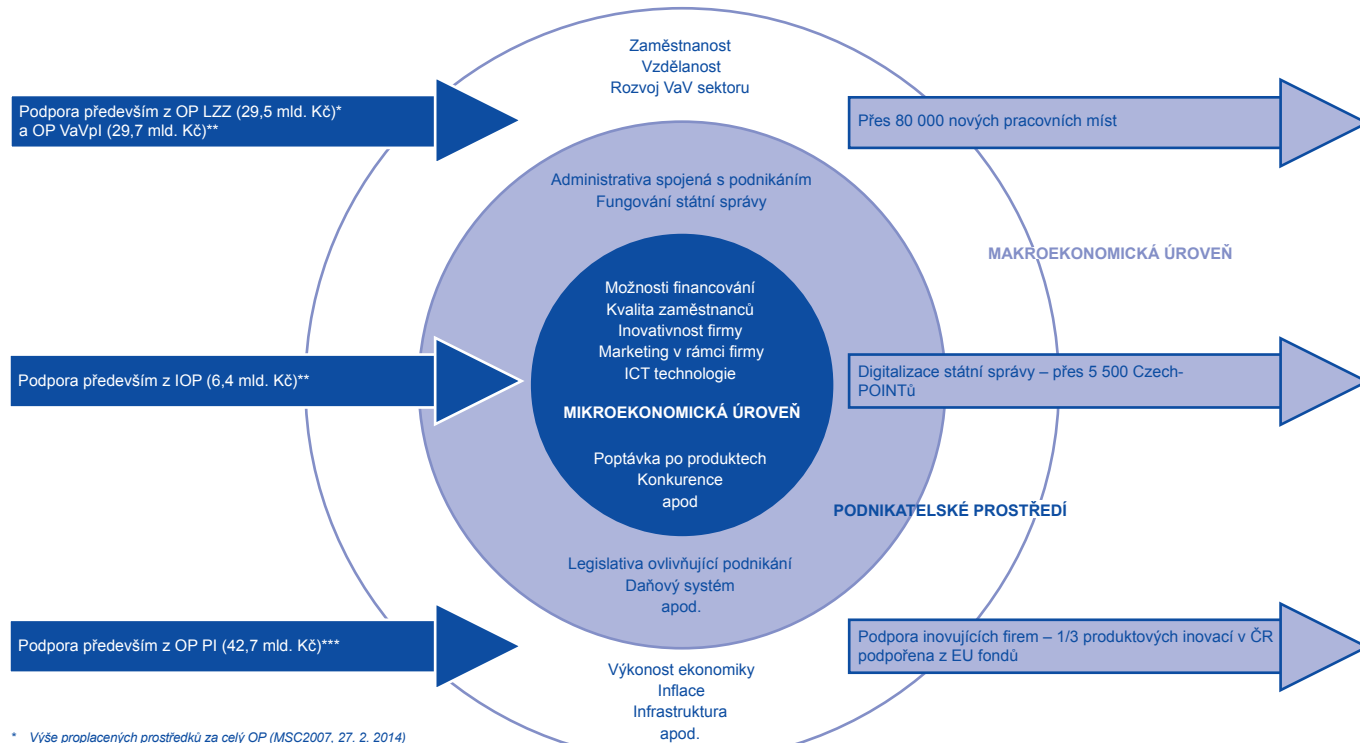 Zaměstnanost
Vzdělanost
Rozvoj VaV sektoru
Podpora především z OP LZZ (29,5 mld. Kč)*
a OP VaVpI (29,7 mld. Kč)**
Přes 80 000 nových pracovních míst
Administrativa spojená s podnikáním
Fungování státní správy
MAKROEKONOMICKÁ ÚROVEŇ
Možnosti financování
Kvalita zaměstnanců
Inovativnost firmy
Marketing v rámci firmy
ICT technologie
Podpora především z IOP (6,4 mld. Kč)**
Digitalizace státní správy – přes 5 500 Czech-
POINTů
MIKROEKONOMICKÁ ÚROVEŇ
Poptávka po produktech
Konkurence
apod
PODNIKATELSKÉ PROSTŘEDÍ
Legislativa ovlivňující podnikání
Daňový systém
apod.
Podpora především z OP PI (42,7 mld. Kč)***
Podpora inovujících firem – 1/3 produktových inovací v ČR
podpořena z EU fondů
Výkonost ekonomiky
Inflace
Infrastruktura
apod.
* Výše proplacených prostředků za celý OP (MSC2007, 27. 2. 2014)